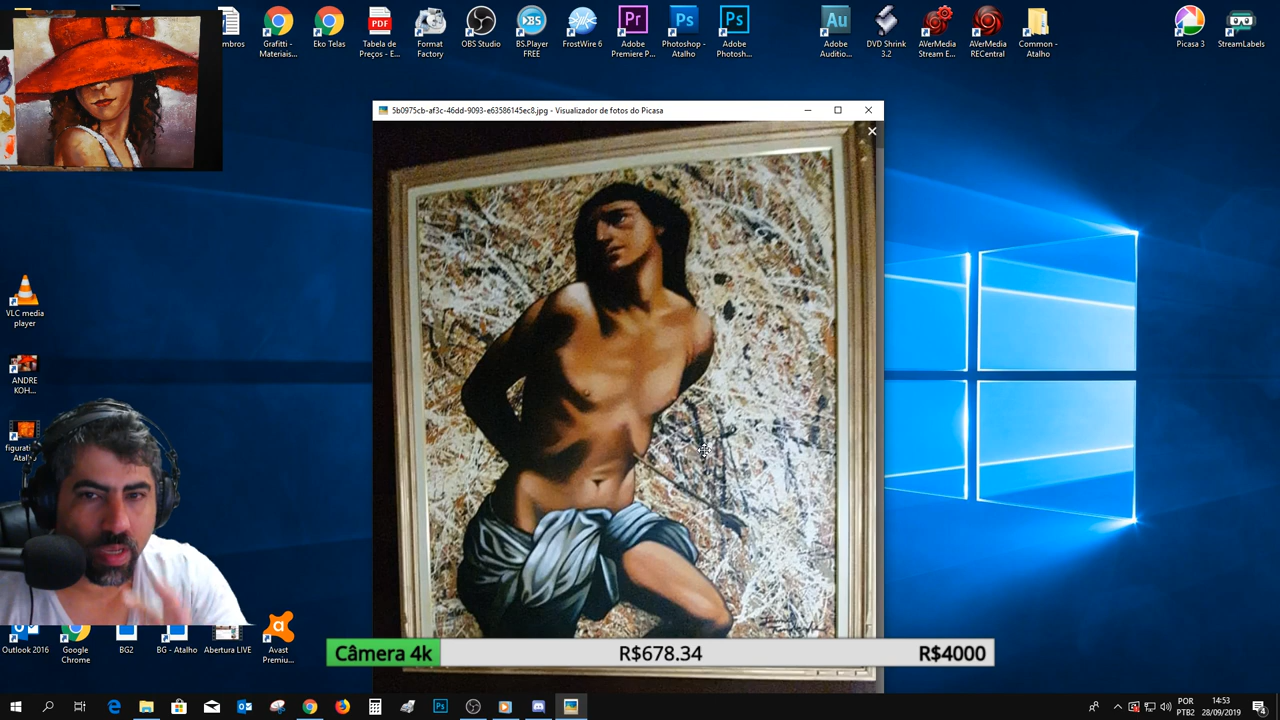 mbros
Grafitti - Materiais...
Eko Telas
Tabela de Preços - E...
Format Factory
OBS Studio
BS.Player FREE
FrostWire 6
Adobe Premiere P...
Photoshop - Atalho
Adobe Photosh...
Adobe Auditio...
DVD Shrink 3.2
AVerMedia Stream E...
AVerMedia RECentral
Common - Atalho
Picasa 3
StreamLabels
5b0975cb-af3c-46dd-9093-e63586145ec8.jpg - Visualizador de fotos do Picasa
VLC media player
ANDRE KOH...
figurati
Atal
Câmera 4k
R$678.34
R$4000
Outlook 2016
Google Chrome
BG2
BG - Atalho
Abertura LIVE
Avast Premiu...
POR
PTB2
14:53
28/09/2019